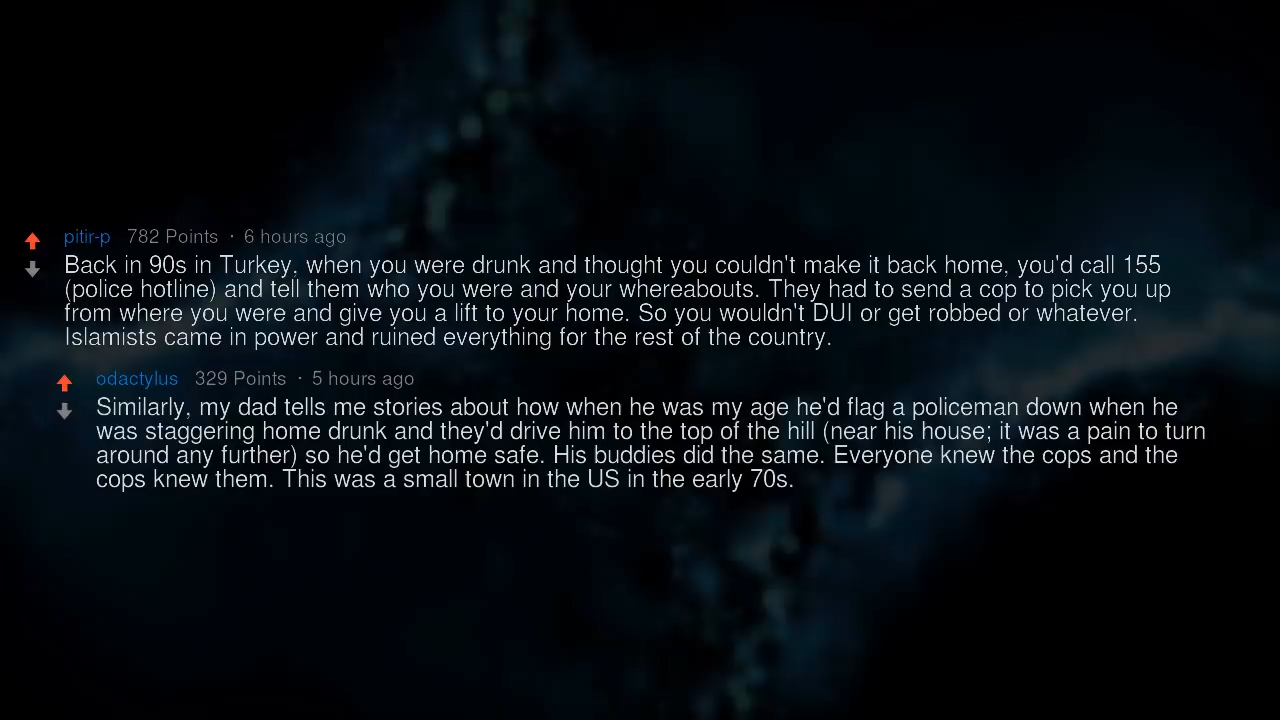 pitir-p 782 Points · 6 hours ago
Back in 90s in Turkey, when you were drunk and thought you couldn't make it back home, you'd call 155
(police hotline) and tell them who you were and your whereabouts. They had to send a cop to pick you up
from where you were and give you a lift to your home. So you wouldn't DUI or get robbed or whatever.
Islamists came in power and ruined everything for the rest of the country.
odactylus 329 Points · 5 hours ago
Similarly, my dad tells me stories about how when he was my age he'd flag a policeman down when he
was staggering home drunk and they'd drive him to the top of the hill (near his house; it was a pain to turn
around any further) so he'd get home safe. His buddies did the same. Everyone knew the cops and the
cops knew them. This was a small town in the US in the early 70s.